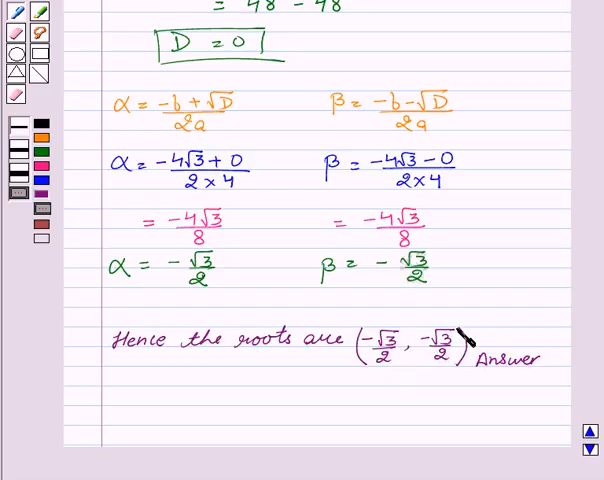 = 48 - 48
D = 0
α = -b + √D / 2a    β = -b - √D / 2a
α = -4√3 + 0 / 2 × 4    β = -4√3 - 0 / 2 × 4
= -4√3 / 8    = -4√3 / 8
α = - √3 / 2    β = - √3 / 2
Hence the roots are (-√3 / 2 , -√3 / 2) Answer